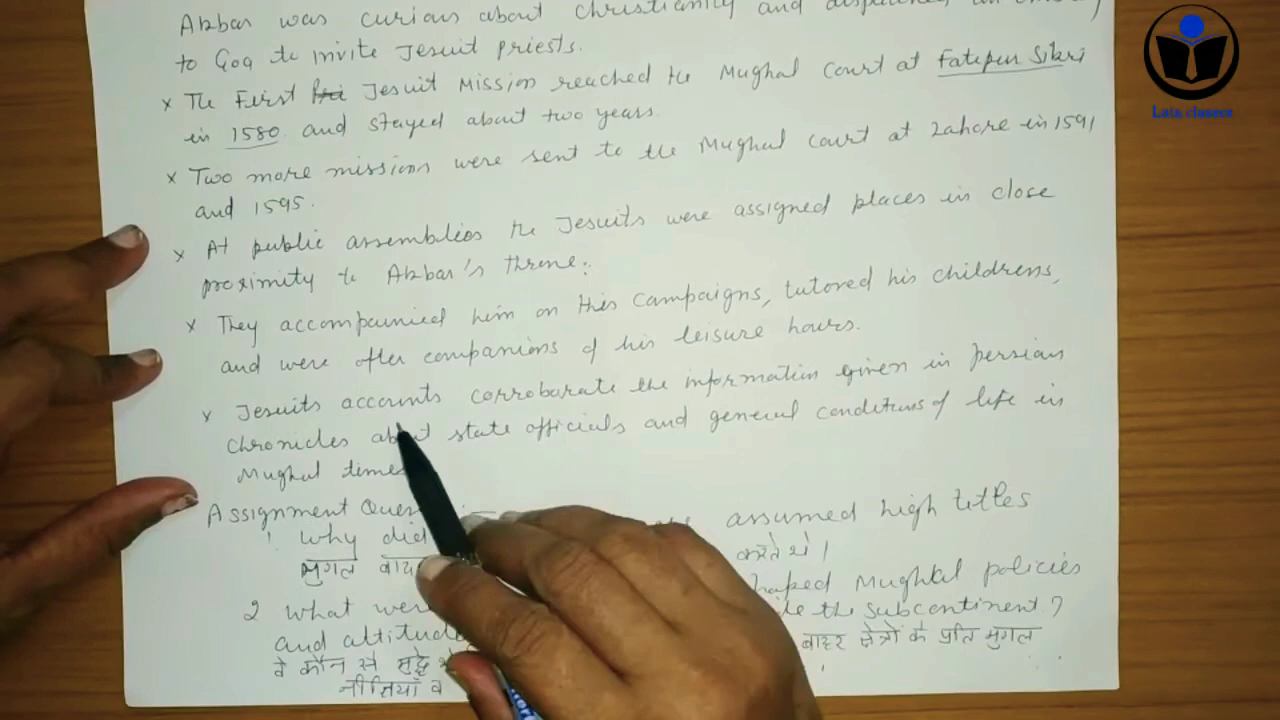 Akbar was curious about Christianity and
to Goa to invite Jesuit priests.
x The First Jesuit Mission reached the Mughal Court at Fatepur Sikri
in 1580 and stayed about two years.
x Two more missions were sent to the Mughal court at Lahore in 1591
and 1595.
x At public assemblies the Jesuits were assigned places in close
proximity to Akbar's throne.
x They accompanied him on this campaigns, tutored his childrens,
and were often companions of his leisure hours.
x Jesuits accounts corroborate the information given in persian
chronicles about state officials and general conditions of life in
Mughal times
Assignment Ques
1. Why did assumed high titles
मुगल करते थे।
2 What were shaped Mughal policies
and attitude the subcontinent?
वे कौन से मुद्दे बाहर क्षेत्रों के प्रति मुगल
नीतियाँ व
Lata classes